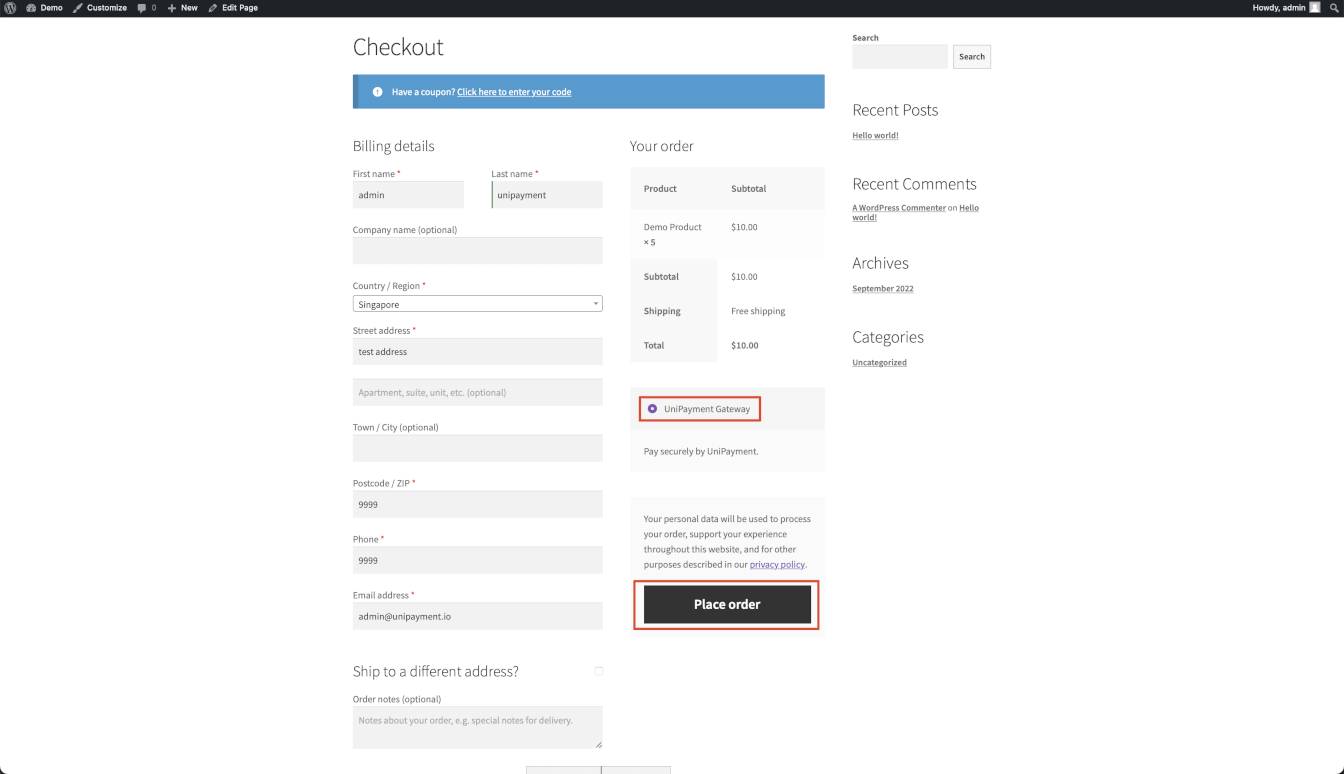 Demo Customize 0 New Edit Page Howdy, admin
Checkout
Have a coupon? Click here to enter your code
Billing details
First name * Last name *
admin unipayment
Company name (optional)
Country / Region *
Singapore
Street address *
test address
Apartment, suite, unit, etc. (optional)
Town / City (optional)
Postcode / ZIP *
9999
Phone *
9999
Email address *
admin@unipayment.io
Ship to a different address?
Order notes (optional)
Notes about your order, e.g. special notes for delivery.
Your order
Product Subtotal
Demo Product $10.00
× 5
Subtotal $10.00
Shipping Free shipping
Total $10.00
UniPayment Gateway
Pay securely by UniPayment.
Your personal data will be used to process
your order, support your experience
throughout this website, and for other
purposes described in our privacy policy.
Place order
Search
Search
Recent Posts
Hello world!
Recent Comments
A WordPress Commenter on Hello
world!
Archives
September 2022
Categories
Uncategorized